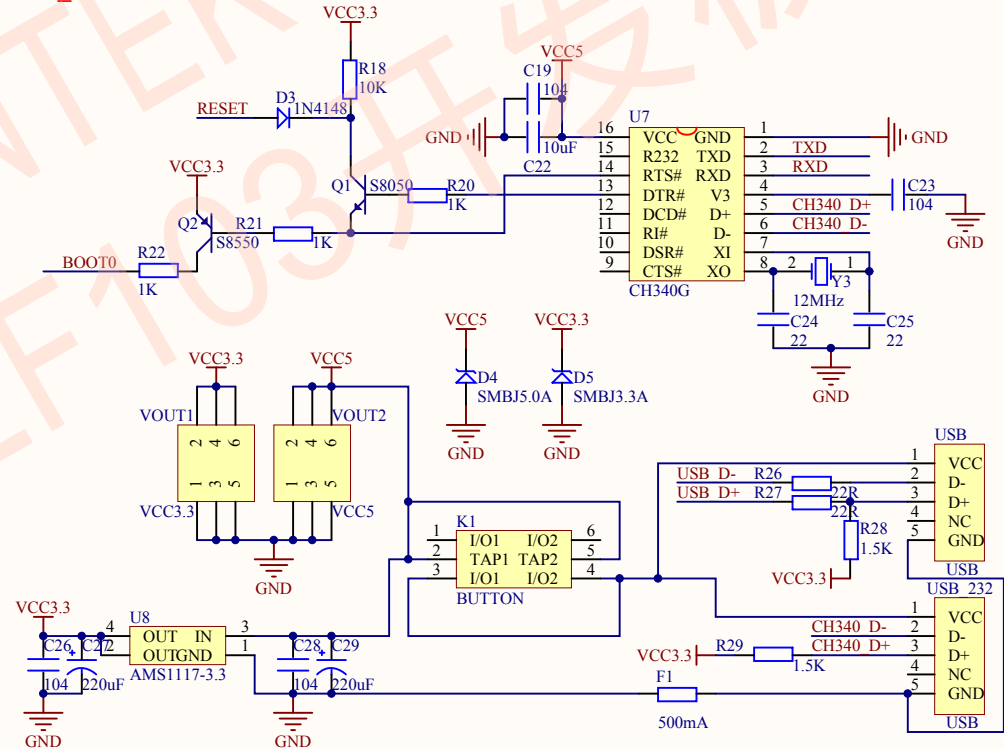 VCC3.3
R18
10K
D3
1N4148
RESET
VCC3.3
Q1
S8050
R20
1K
Q2
S8550
R21
1K
BOOT0
R22
1K
VCC5
C19
104
GND
10uF
C22
U7
16 VCC GND 1 GND
15 R232 TXD 2 TXD
14 RTS# RXD 3 RXD
13 DTR# V3 4
12 DCD# D+ 5 CH340 D+
11 RI# D- 6 CH340 D-
10 DSR# XI 7
9 CTS# XO 8
CH340G
C23
104
GND
2 1
Y3
12MHz
C24
22
C25
22
GND
VCC5
D4
SMBJ5.0A
GND
VCC3.3
D5
SMBJ3.3A
GND
VCC3.3
VOUT1
2 4 6
1 3 5
VCC3.3
VCC5
VOUT2
2 4 6
1 3 5
VCC5
GND
K1
1 I/O1 I/O2 6
2 TAP1 TAP2 5
3 I/O1 I/O2 4
BUTTON
USB D- R26
22R
USB D+ R27
22R
R28
1.5K
VCC3.3
USB
1 VCC
2 D-
3 D+
4 NC
5 GND
USB
USB 232
1 VCC
CH340 D- 2 D-
CH340 D+ 3 D+
4 NC
5 GND
USB
VCC3.3
R29
1.5K
F1
500mA
VCC3.3
U8
4 OUT IN 3
2 OUTGND 1
AMS1117-3.3
C26
104
C27
220uF
GND
C28
104
C29
220uF
GND
F103开发